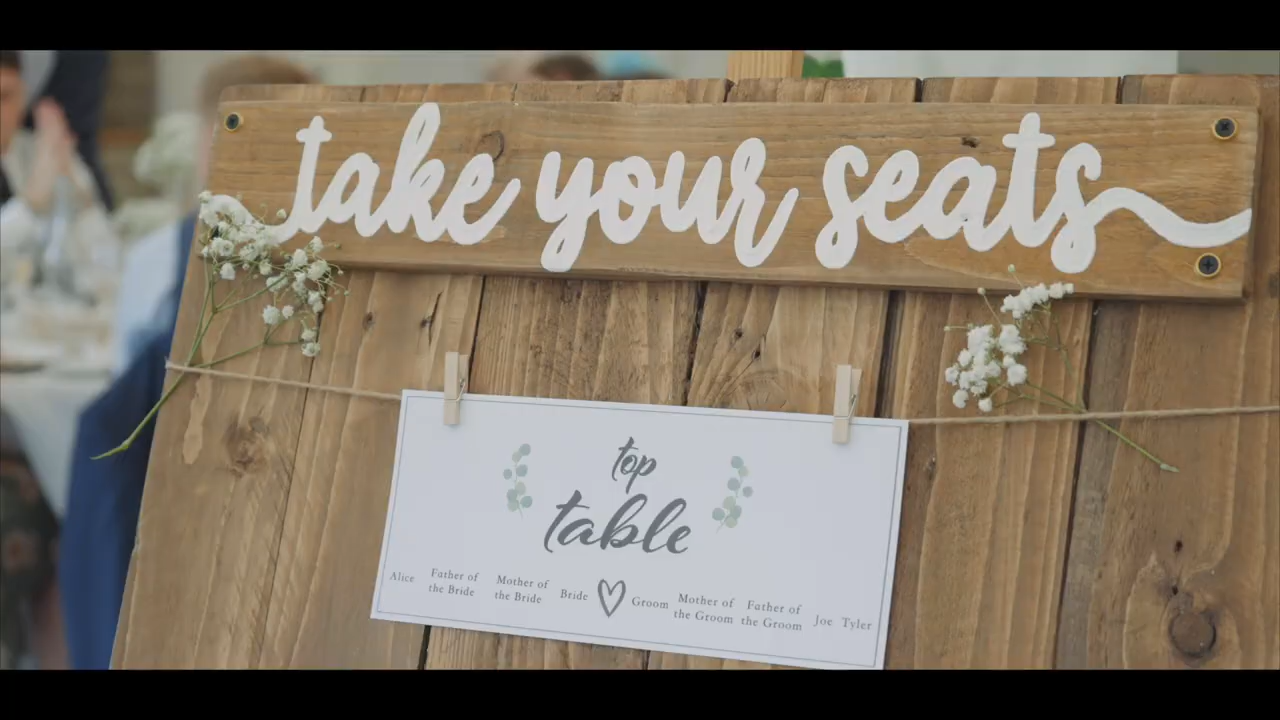 take your seats
top
table
Alice
Father of
the Bride
Mother of
the Bride
Bride
Groom
Mother of
the Groom
Father of
the Groom
Joe Tyler